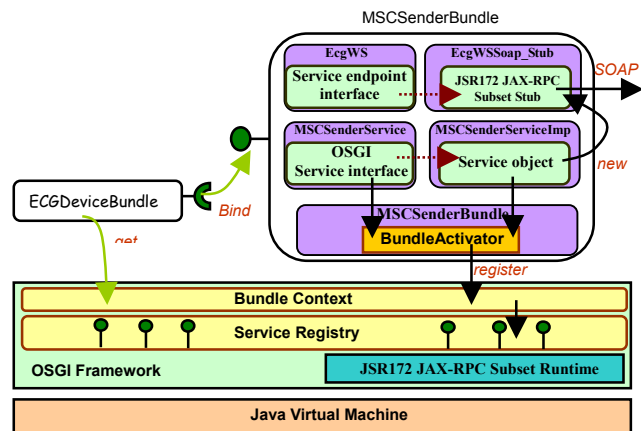 MSCSenderBundle
EcgWS
EcgWSSoap_Stub
Service endpoint
interface
JSR172 JAX-RPC
Subset Stub
SOAP
MSCSenderService
MSCSenderServiceImp
OSGI
Service interface
Service object
new
ECGDeviceBundle
Bind
MSCSenderBundle
BundleActivator
get
register
Bundle Context
Service Registry
OSGI Framework
JSR172 JAX-RPC Subset Runtime
Java Virtual Machine